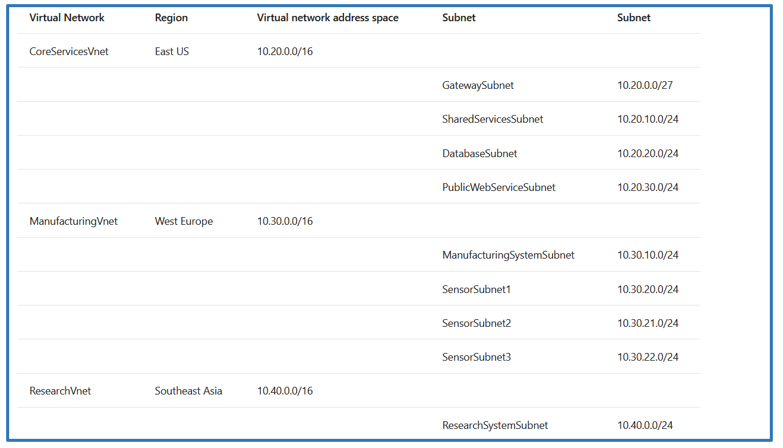 Virtual Network Region Virtual network address space Subnet Subnet
CoreServicesVnet East US 10.20.0.0/16
GatewaySubnet 10.20.0.0/27
SharedServicesSubnet 10.20.10.0/24
DatabaseSubnet 10.20.20.0/24
PublicWebServiceSubnet 10.20.30.0/24
ManufacturingVnet West Europe 10.30.0.0/16
ManufacturingSystemSubnet 10.30.10.0/24
SensorSubnet1 10.30.20.0/24
SensorSubnet2 10.30.21.0/24
SensorSubnet3 10.30.22.0/24
ResearchVnet Southeast Asia 10.40.0.0/16
ResearchSystemSubnet 10.40.0.0/24